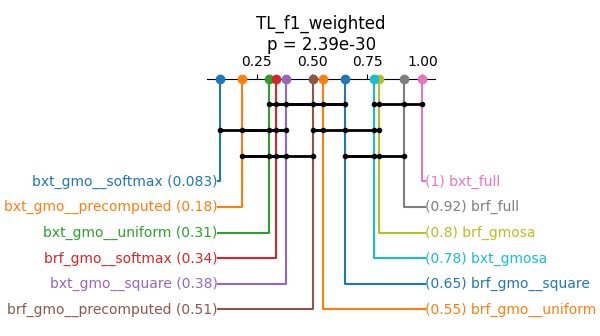 TL_f1_weighted
p = 2.39e-30
0.25 0.50 0.75 1.00
bxt_gmo__softmax (0.083)
(1) bxt_full
bxt_gmo__precomputed (0.18)
(0.92) brf_full
bxt_gmo__uniform (0.31)
(0.8) brf_gmosa
brf_gmo__softmax (0.34)
(0.78) bxt_gmosa
bxt_gmo__square (0.38)
(0.65) brf_gmo__square
brf_gmo__precomputed (0.51)
(0.55) brf_gmo__uniform